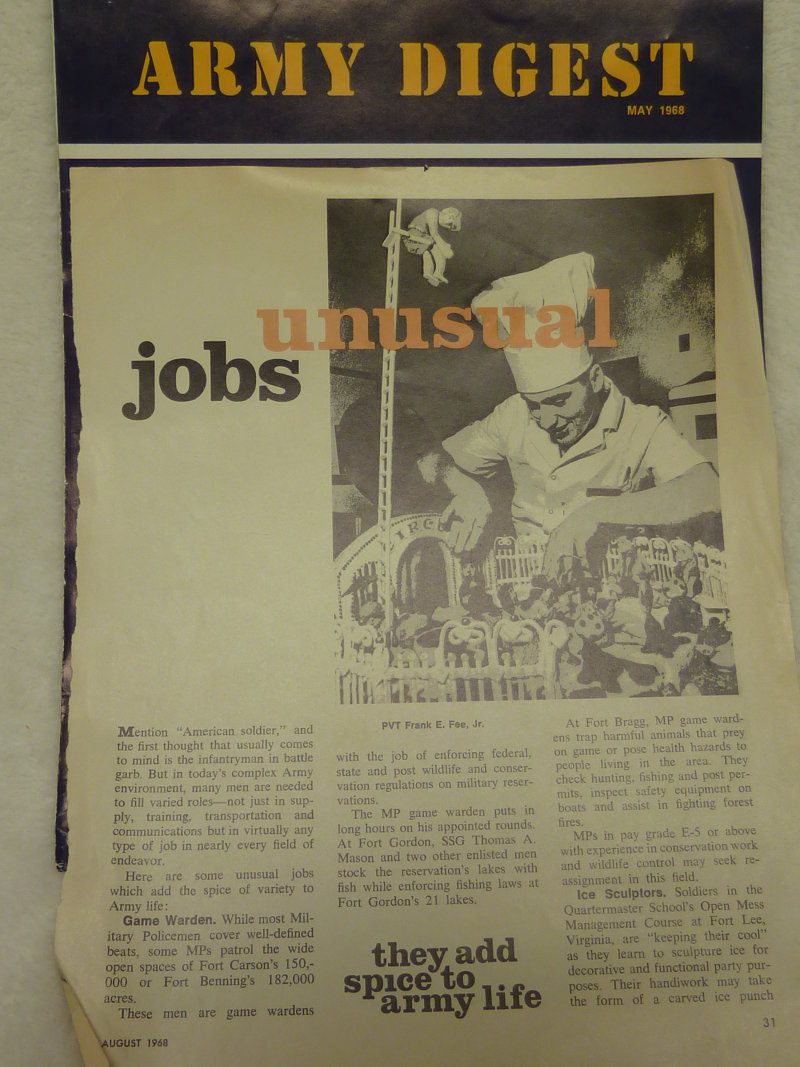 ARMY DIGEST
MAY 1968
unusual
jobs
CIRC
PVT Frank E. Fee, Jr.
Mention "American soldier," and
the first thought that usually comes
to mind is the infantryman in battle
garb. But in today's complex Army
environment, many men are needed
to fill varied roles—not just in sup-
ply, training, transportation and
communications but in virtually any
type of job in nearly every field of
endeavor.
Here are some unusual jobs
which add the spice of variety to
Army life:
Game Warden. While most Mil-
itary Policemen cover well-defined
beats, some MPs patrol the wide
open spaces of Fort Carson's 150,-
000 or Fort Benning's 182,000
acres.
These men are game wardens
with the job of enforcing federal,
state and post wildlife and conser-
vation regulations on military reser-
vations.
The MP game warden puts in
long hours on his appointed rounds.
At Fort Gordon, SSG Thomas A.
Mason and two other enlisted men
stock the reservation's lakes with
fish while enforcing fishing laws at
Fort Gordon's 21 lakes.
they add
spice to
army life
At Fort Bragg, MP game ward-
ens trap harmful animals that prey
on game or pose health hazards to
people living in the area. They
check hunting, fishing and post per-
mits, inspect safety equipment on
boats and assist in fighting forest
fires.
MPs in pay grade E-5 or above
with experience in conservation work
and wildlife control may seek re-
assignment in this field.
Ice Sculptors. Soldiers in the
Quartermaster School's Open Mess
Management Course at Fort Lee,
Virginia, are "keeping their cool"
as they learn to sculpture ice for
decorative and functional party pur-
poses. Their handiwork may take
the form of a carved ice punch
AUGUST 1968
31